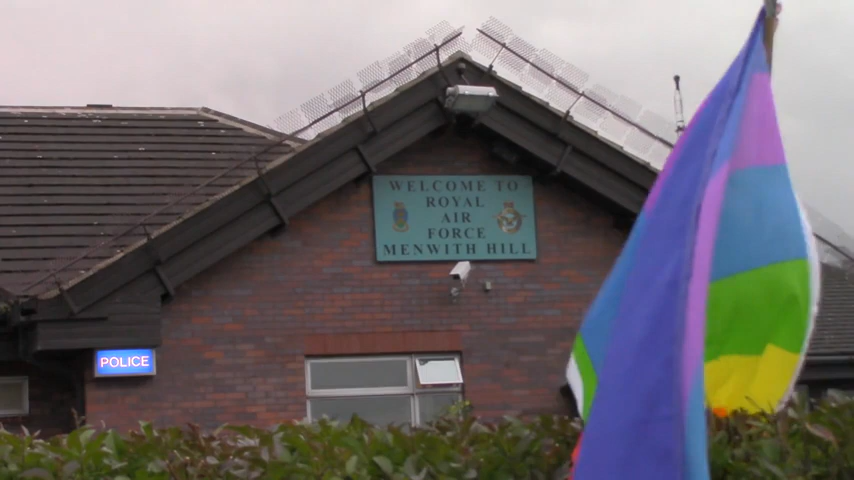 WELCOME TO
ROYAL
AIR
FORCE
MENWITH HILL
POLICE